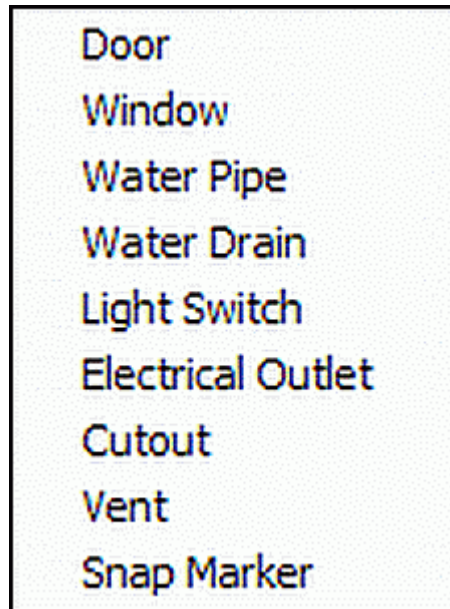 Door
Window
Water Pipe
Water Drain
Light Switch
Electrical Outlet
Cutout
Vent
Snap Marker